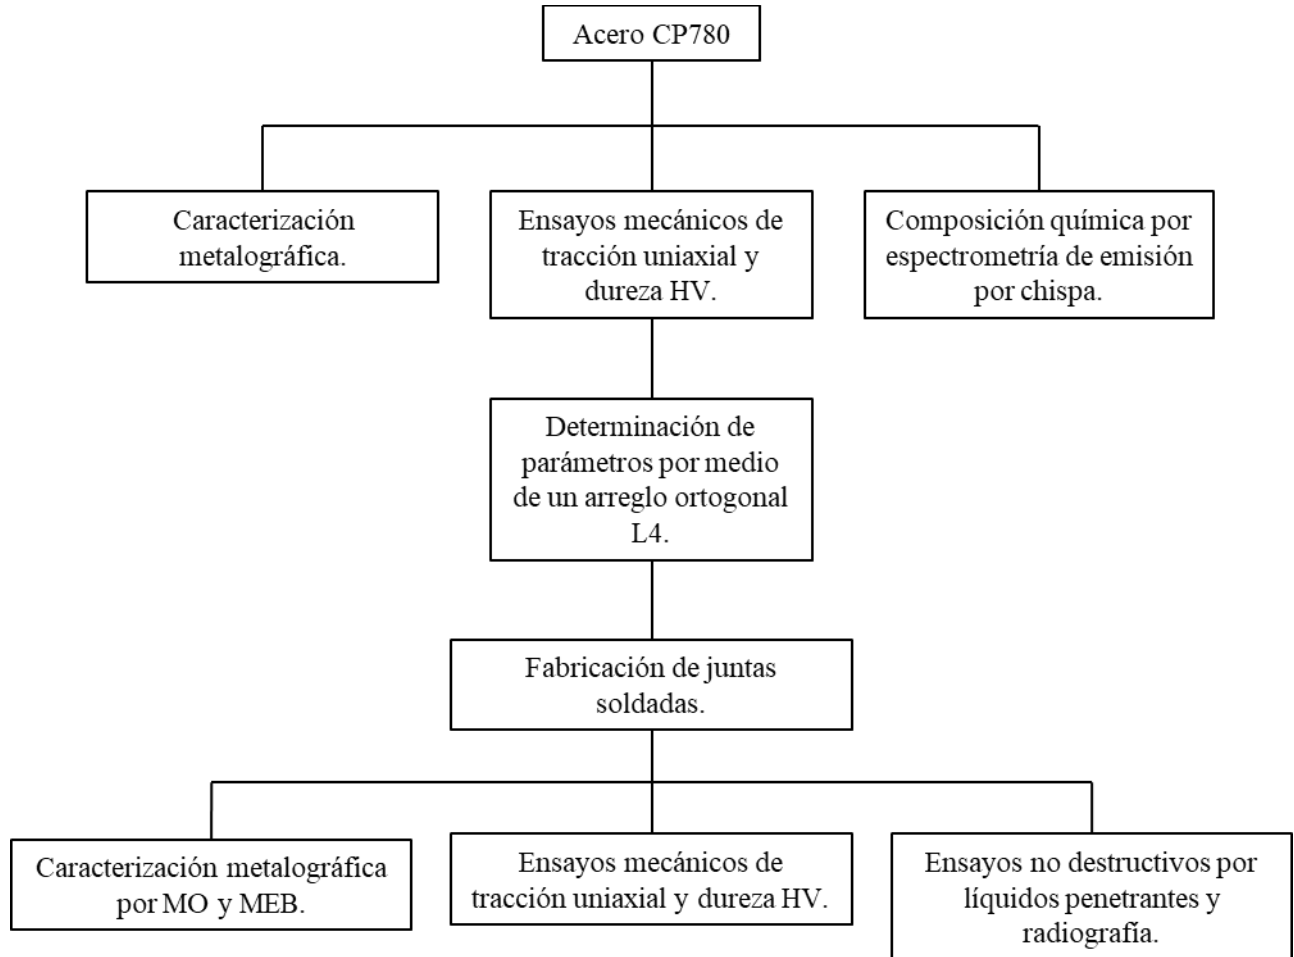 Acero CP780
Caracterización
metalográfica.
Ensayos mecánicos de
tracción uniaxial y
dureza HV.
Composición química por
espectrometría de emisión
por chispa.
Determinación de
parámetros por medio
de un arreglo ortogonal
L4.
Fabricación de juntas
soldadas.
Caracterización metalográfica
por MO y MEB.
Ensayos mecánicos de
tracción uniaxial y dureza HV.
Ensayos no destructivos por
líquidos penetrantes y
radiografía.